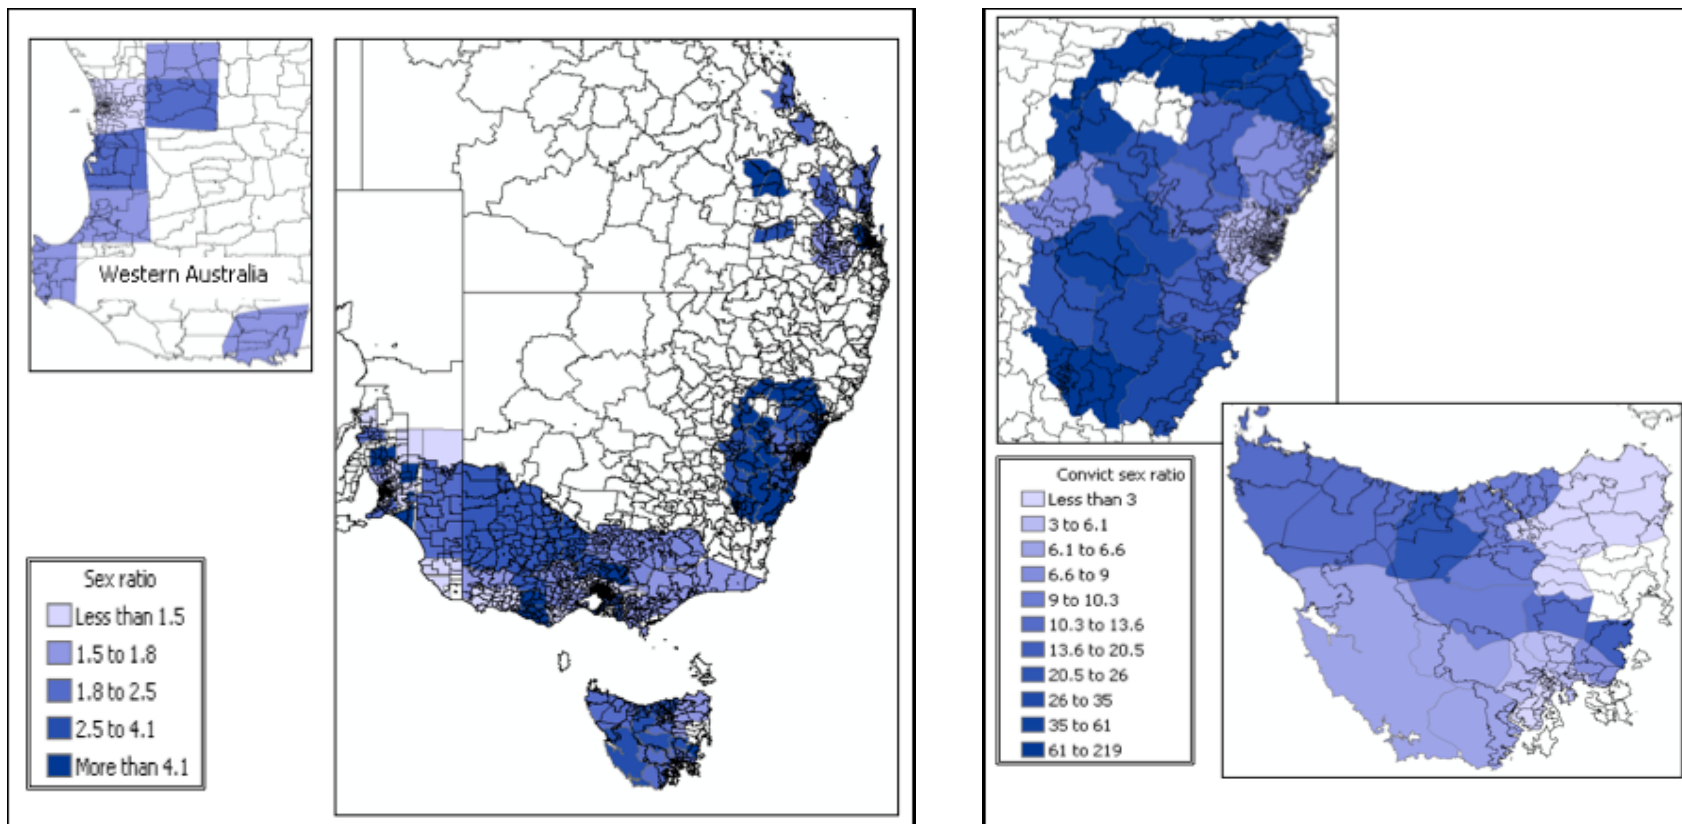 Western Australia
Sex ratio
Less than 1.5
1.5 to 1.8
1.8 to 2.5
2.5 to 4.1
More than 4.1
Convict sex ratio
Less than 3
3 to 6.1
6.1 to 6.6
6.6 to 9
9 to 10.3
10.3 to 13.6
13.6 to 20.5
20.5 to 26
26 to 35
35 to 61
61 to 219